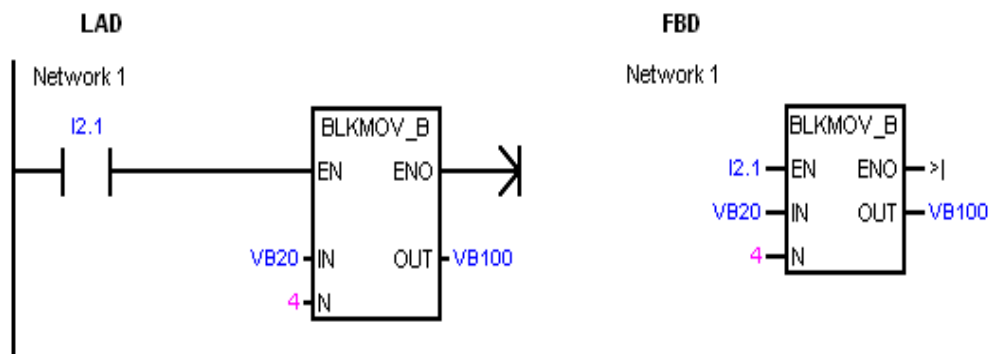 LAD
Network 1
I2.1
BLKMOV_B
EN ENO
VB20 IN OUT VB100
4 N
FBD
Network 1
BLKMOV_B
I2.1 EN ENO >|
VB20 IN OUT VB100
4 N